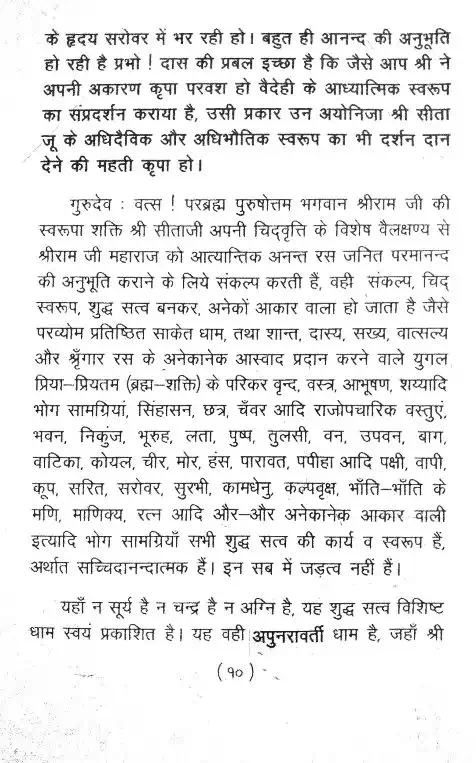 के हृदय सरोवर में भर रही हो। बहुत ही आनन्द की अनुभूति
हो रही है प्रभो ! दास की प्रबल इच्छा है कि जैसे आप श्री ने
अपनी अकारण कृपा परवश हो वैदेही के आध्यात्मिक स्वरूप
का संप्रदर्शन कराया है, उसी प्रकार उन अयोनिजा श्री सीता
जू के अधिदैविक और अधिभौतिक स्वरूप का भी दर्शन दान
देने की महती कृपा हो।
गुरुदेव : वत्स ! परब्रह्म पुरुषोत्तम भगवान श्रीराम जी की
स्वरूपा शक्ति श्री सीताजी अपनी चिद्वृत्ति के विशेष वैलक्षण्य से
श्रीराम जी महाराज को आत्यान्तिक अनन्त रस जनित परमानन्द
की अनुभूति कराने के लिये संकल्प करती हैं, वही संकल्प, चिद्
स्वरूप, शुद्ध सत्व बनकर, अनेकों आकार वाला हो जाता है जैसे
परव्योम प्रतिष्ठित साकेत धाम, तथा शान्त, दास्य, सख्य, वात्सल्य
और श्रृँगार रस के अनेकानेक आस्वाद प्रदान करने वाले युगल
प्रिया–प्रियतम (ब्रह्म–शक्ति) के परिकर वृन्द, वस्त्र, आभूषण, शय्यादि
भोग सामग्रियां, सिंहासन, छत्र, चँवर आदि राजोपचारिक वस्तुएं,
भवन, निकुंज, भूरुह, लता, पुष्प, तुलसी, वन, उपवन, बाग,
वाटिका, कोयल, चीर, मोर, हंस, पारावत, पपीहा आदि पक्षी, वापी,
कूप, सरित, सरोवर, सुरभी, कामधेनु, कल्पवृक्ष, भाँति–भाँति के
मणि, माणिक्य, रत्न आदि और–और अनेकानेक आकार वाली
इत्यादि भोग सामग्रियाँ सभी शुद्ध सत्व की कार्य व स्वरूप हैं,
अर्थात सच्चिदानन्दात्मक हैं। इन सब में जड़त्व नहीं हैं।
यहाँ न सूर्य है न चन्द्र है न अग्नि है, यह शुद्ध सत्व विशिष्ट
धाम स्वयं प्रकाशित है। यह वही अपुनरावर्ती धाम है, जहाँ श्री
(१०)